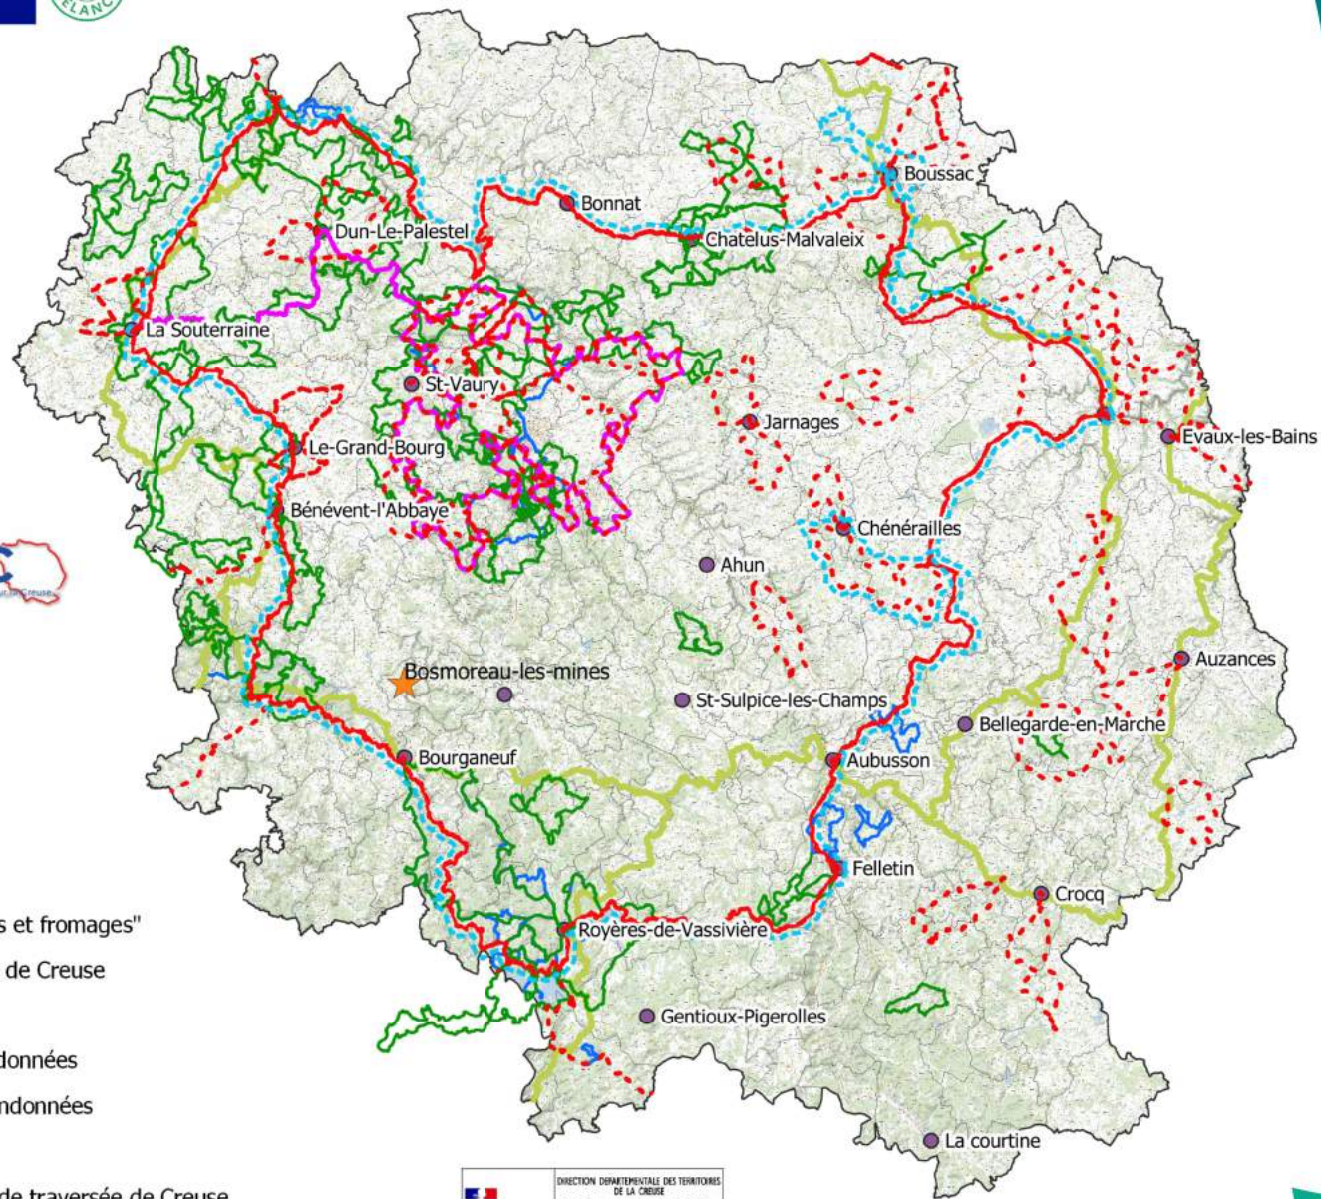 ELANC
Boussac
Bonnat
Dun-Le-Palestel
Chatelus-Malvaleix
La Souterraine
St-Vaury
Jarnages
Evaux-les-Bains
Le-Grand-Bourg
Bénévent-l'Abbaye
Chénérailles
Ahun
Creuse
Bosmoreau-les-mines
Auzances
St-Sulpice-les-Champs
Bellegarde-en-Marche
Bourganeuf
Aubusson
Felletin
Crocq
s et fromages"
Royères-de-Vassivière
de Creuse
Gentioux-Pigerolles
données
ndonnées
La courtine
DIRECTION DEPARTEMENTALE DES TERRITOIRES
DE LA CREUSE
de traversée de Creuse